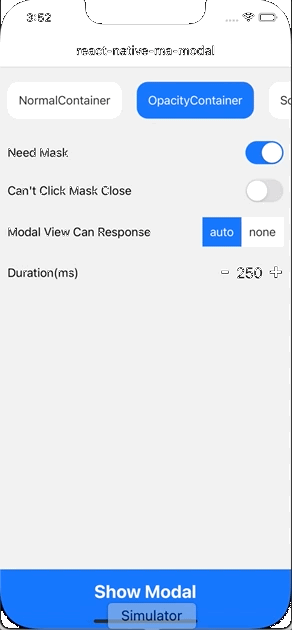 3:52
react-native-ma-modal
NormalContainer OpacityContainer Sc
Need Mask
Can't Click Mask Close
Modal View Can Response auto none
Duration(ms) - 250 +
Show Modal
Simulator